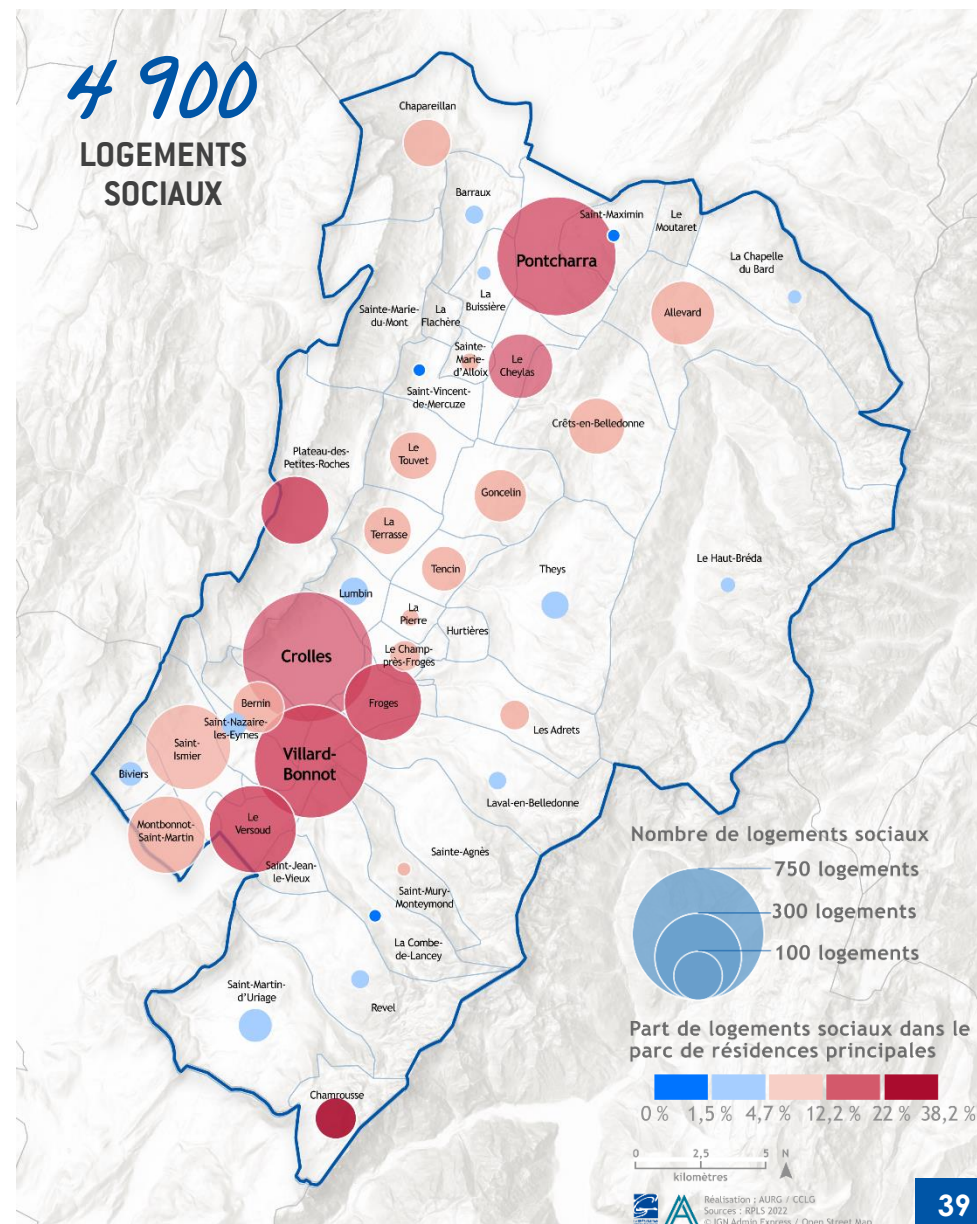 4 900
LOGEMENTS
SOCIAUX
Chapareillan
Barraux
Saint-Maximin
Le
Moutaret
La Chapelle
du Bard
Pontcharra
La
Buissière
Sainte-Marie-
du-Mont
La
Flachère
Allevard
Sainte-
Marie-
d'Alloix
Le
Cheylas
Saint-Vincent-
de-Mercuze
Crêts-en-Belledonne
Plateau-des-
Petites-Roches
Le
Touvet
Goncelin
La
Terrasse
Tencin
Theys
Le Haut-Bréda
Lumbin
La
Pierre
Hurtières
Crolles
Le Champ-
près-Froges
Bernin
Froges
Saint-Nazaire-
les-Eymes
Les Adrets
Saint-
Ismier
Villard-
Bonnot
Biviers
Laval-en-Belledonne
Montbonnot-
Saint-Martin
Le
Versoud
Sainte-Agnès
Saint-Jean-
le-Vieux
Saint-Mury-
Monteymond
La Combe-
de-Lancey
Saint-Martin-
d'Uriage
Revel
Chamrousse
Nombre de logements sociaux
750 logements
300 logements
100 logements
Part de logements sociaux dans le
parc de résidences principales
0 % 1,5 % 4,7 % 12,2 % 22 % 38,2 %
0 2,5 5 N
kilomètres
Réalisation : AURG / CCLG
Sources : RPLS 2022
© IGN Admin Express / Open Street Map
39